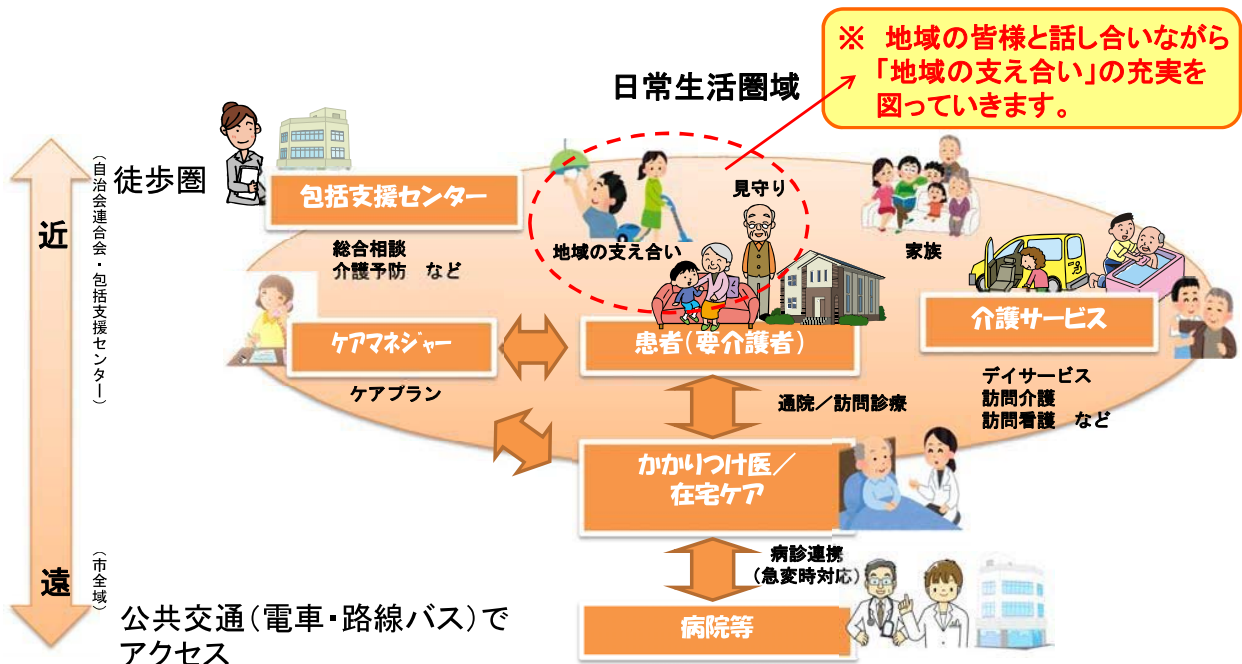 ※ 地域の皆様と話し合いながら
「地域の支え合い」の充実を
図っていきます。
日常生活圏域
徒歩圏
近
(自治会連合会・包括支援センター)
包括支援センター
総合相談
介護予防 など
地域の支え合い
見守り
家族
介護サービス
デイサービス
訪問介護
訪問看護 など
ケアマネジャー
ケアプラン
患者(要介護者)
通院/訪問診療
かかりつけ医/
在宅ケア
病診連携
(急変時対応)
病院等
遠
(市全域)
公共交通(電車・路線バス)で
アクセス